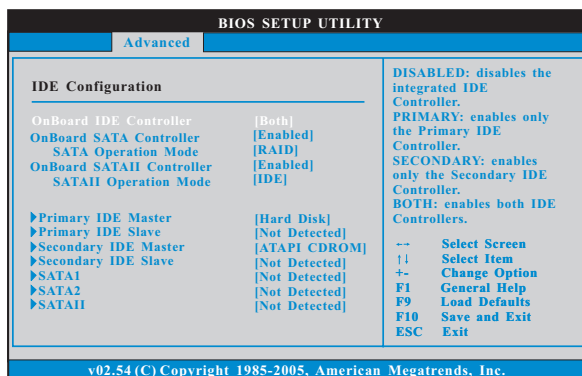 BIOS SETUP UTILITY
Advanced
IDE Configuration
OnBoard IDE Controller [Both]
OnBoard SATA Controller [Enabled]
SATA Operation Mode [RAID]
OnBoard SATAII Controller [Enabled]
SATAII Operation Mode [IDE]
Primary IDE Master [Hard Disk]
Primary IDE Slave [Not Detected]
Secondary IDE Master [ATAPI CDROM]
Secondary IDE Slave [Not Detected]
SATA1 [Not Detected]
SATA2 [Not Detected]
SATAII [Not Detected]
DISABLED: disables the
integrated IDE
Controller.
PRIMARY: enables only
the Primary IDE
Controller.
SECONDARY: enables
only the Secondary IDE
Controller.
BOTH: enables both IDE
Controllers.
↔ Select Screen
↑↓ Select Item
+- Change Option
F1 General Help
F9 Load Defaults
F10 Save and Exit
ESC Exit
v02.54 (C) Copyright 1985-2005, American Megatrends, Inc.